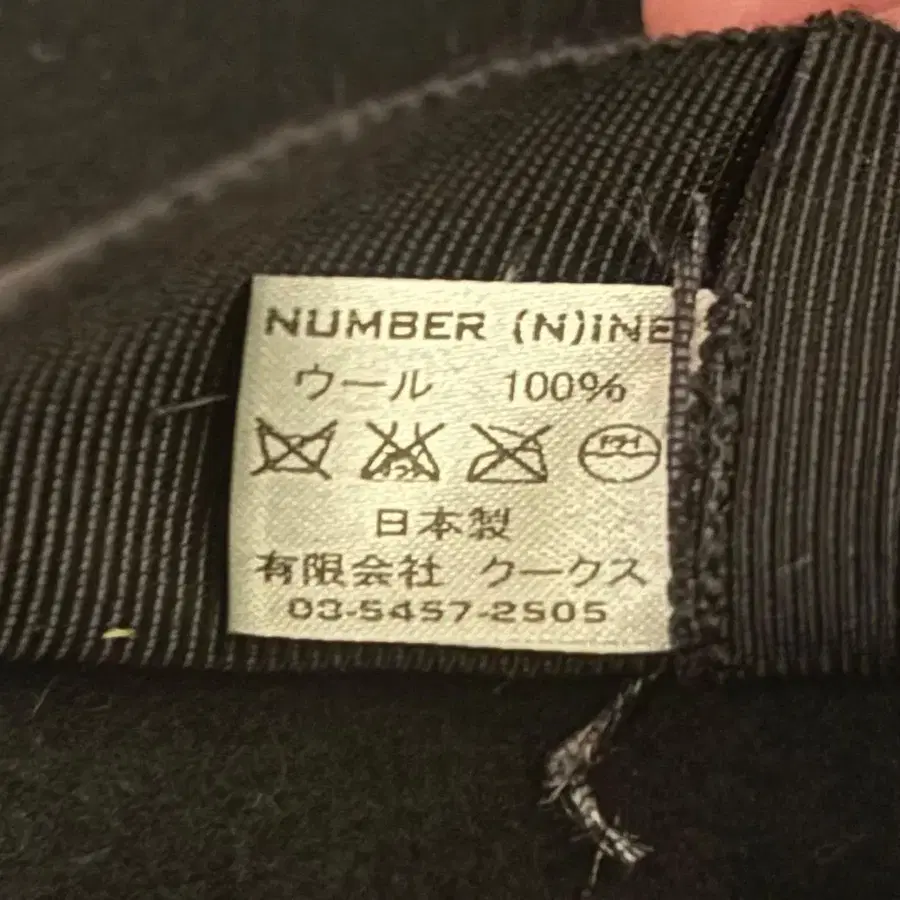 NUMBER (N)INE
ウール 100%
日本製
有限会社 クークス
03-5457-2505